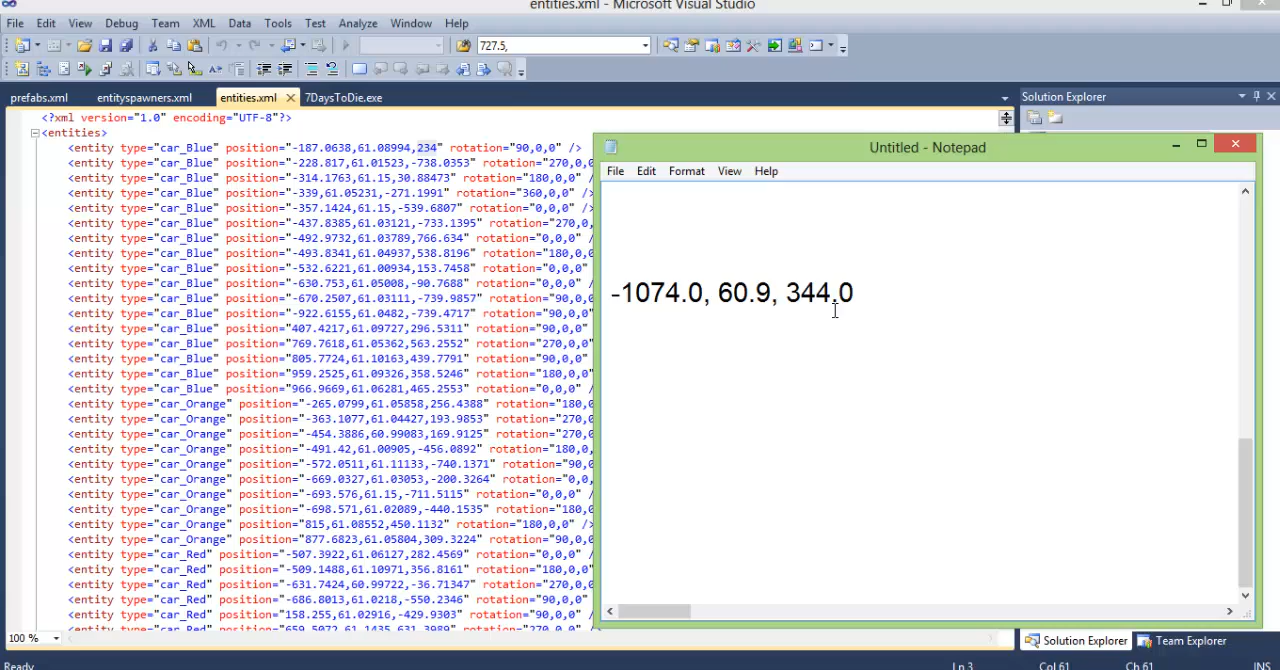 entities.xml - Microsoft Visual Studio
File Edit View Debug Team XML Data Tools Test Analyze Window Help
727.5,
prefabs.xml entityspawners.xml entities.xml 7DaysToDie.exe
<?xml version="1.0" encoding="UTF-8"?>
<entities>
<entity type="car_Blue" position="-187.0638,61.08994,234" rotation="90,0,0" />
<entity type="car_Blue" position="-228.817,61.01523,-738.0353" rotation="270,0,0
<entity type="car_Blue" position="-314.1763,61.15,30.88473" rotation="180,0,0"
<entity type="car_Blue" position="-339,61.05231,-271.1991" rotation="360,0,0"
<entity type="car_Blue" position="-357.1424,61.15,-539.6807" rotation="0,0,0" />
<entity type="car_Blue" position="-437.8385,61.03121,-733.1395" rotation="270,0,
<entity type="car_Blue" position="-492.9732,61.03789,766.634" rotation="0,0,0" /
<entity type="car_Blue" position="-493.8341,61.04937,538.8196" rotation="180,0,0
<entity type="car_Blue" position="-532.6221,61.00934,153.7458" rotation="0,0,0"
<entity type="car_Blue" position="-630.753,61.05008,-90.7688" rotation="0,0,0" /
<entity type="car_Blue" position="-670.2507,61.03111,-739.9857" rotation="90,0,0
<entity type="car_Blue" position="-922.6155,61.0482,-739.4717" rotation="90,0,0"
<entity type="car_Blue" position="407.4217,61.09727,296.5311" rotation="90,0,0"
<entity type="car_Blue" position="769.7618,61.05362,563.2552" rotation="270,0,0"
<entity type="car_Blue" position="805.7724,61.10163,439.7791" rotation="90,0,0"
<entity type="car_Blue" position="959.2525,61.09326,358.5246" rotation="180,0,0"
<entity type="car_Blue" position="966.9669,61.06281,465.2553" rotation="0,0,0" /
<entity type="car_Orange" position="-265.0799,61.05858,256.4388" rotation="180,
<entity type="car_Orange" position="-363.1077,61.04427,193.9853" rotation="270,
<entity type="car_Orange" position="-454.3886,60.99083,169.9125" rotation="270,
<entity type="car_Orange" position="-491.42,61.00905,-456.0892" rotation="180,0
<entity type="car_Orange" position="-572.0511,61.11133,-740.1371" rotation="90,
<entity type="car_Orange" position="-669.0327,61.03053,-200.3264" rotation="0,0
<entity type="car_Orange" position="-693.576,61.15,-711.5115" rotation="0,0,0"
<entity type="car_Orange" position="-698.571,61.02089,-440.1535" rotation="180,
<entity type="car_Orange" position="815,61.08552,450.1132" rotation="180,0,0" />
<entity type="car_Orange" position="877.6823,61.05804,309.3224" rotation="90,0,
<entity type="car_Red" position="-507.3922,61.06127,282.4569" rotation="0,0,0"
<entity type="car_Red" position="-509.1488,61.10971,356.8161" rotation="180,0,0
<entity type="car_Red" position="-631.7424,60.99722,-36.71347" rotation="270,0,
<entity type="car_Red" position="-686.8013,61.0218,-550.2346" rotation="90,0,0
<entity type="car_Red" position="158.255,61.02916,-429.9303" rotation="90,0,0"
<entity type="car_Red" position="659.5072,61.1435,631.3989" rotation="270,0,0"
100 %
Ready Ln 3 Col 61 Ch 61 INS
Solution Explorer
Untitled - Notepad
File Edit Format View Help
-1074.0, 60.9, 344.0
Solution Explorer Team Explorer